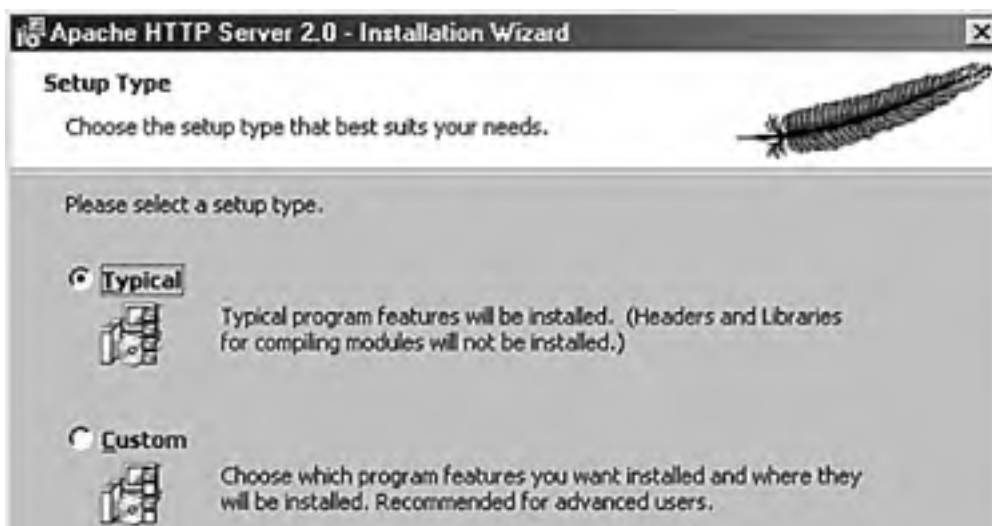 Apache HTTP Server 2.0 - Installation Wizard
Setup Type
Choose the setup type that best suits your needs.
Please select a setup type.
Typical
Typical program features will be installed. (Headers and Libraries
for compiling modules will not be installed.)
Custom
Choose which program features you want installed and where they
will be installed. Recommended for advanced users.